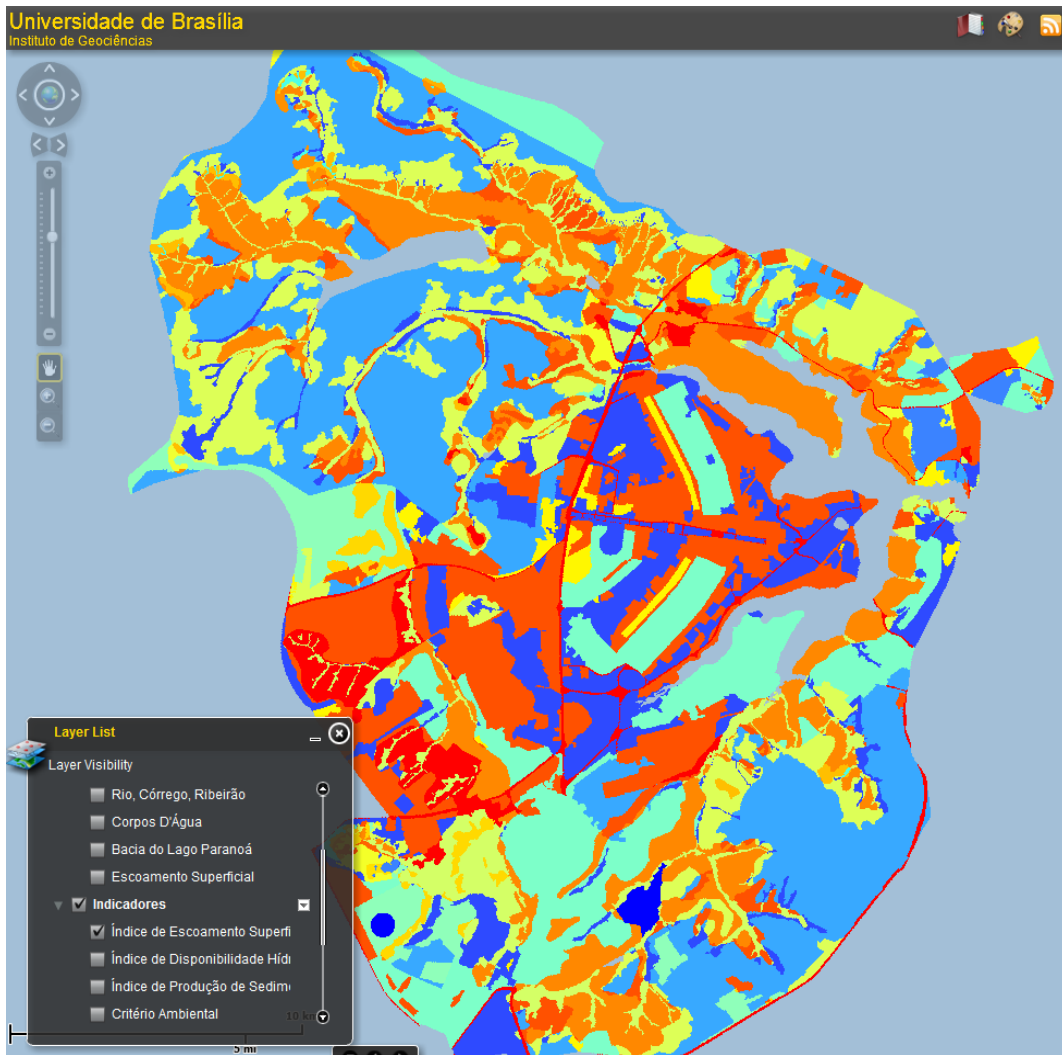 Universidade de Brasília
Instituto de Geociências
Layer List
Layer Visibility
Rio, Córrego, Ribeirão
Corpos D'Água
Bacia do Lago Paranoá
Escoamento Superficial
Indicadores
Índice de Escoamento Superfi
Índice de Disponibilidade Hídr
Índice de Produção de Sedim
Critério Ambiental
10 km
5 mi